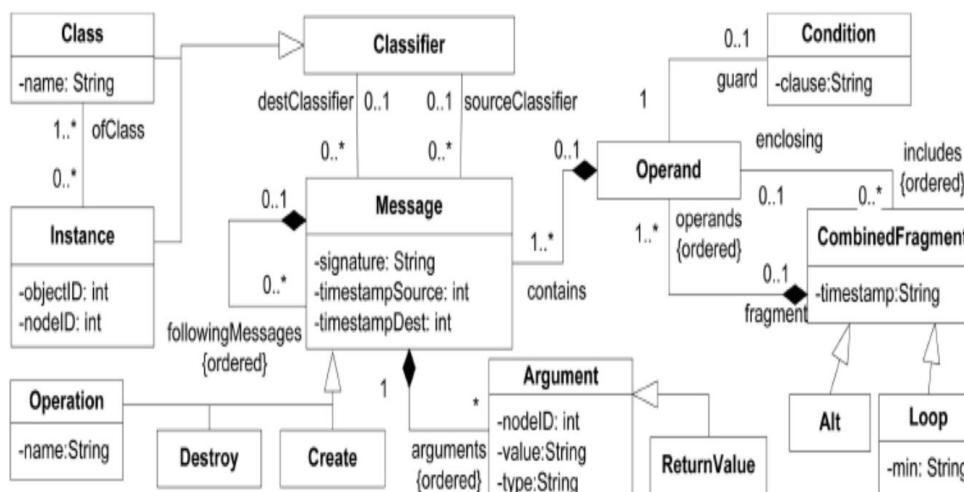 Class
-name: String
1..*
ofClass
0..*
Instance
-objectID: int
-nodeID: int
Classifier
destClassifier
0..1
0..1
sourceClassifier
0..*
0..*
0..1
Message
-signature: String
-timestampSource: int
-timestampDest: int
0..*
followingMessages
{ordered}
0..1
1..*
contains
Operand
1
0..1
guard
Condition
-clause:String
enclosing
0..1
includes
{ordered}
0..*
operands
{ordered}
1..*
0..1
fragment
CombinedFragment
-timestamp:String
Operation
-name:String
Destroy
Create
1
*
arguments
{ordered}
Argument
-nodeID: int
-value:String
-type:String
ReturnValue
Alt
Loop
-min: String